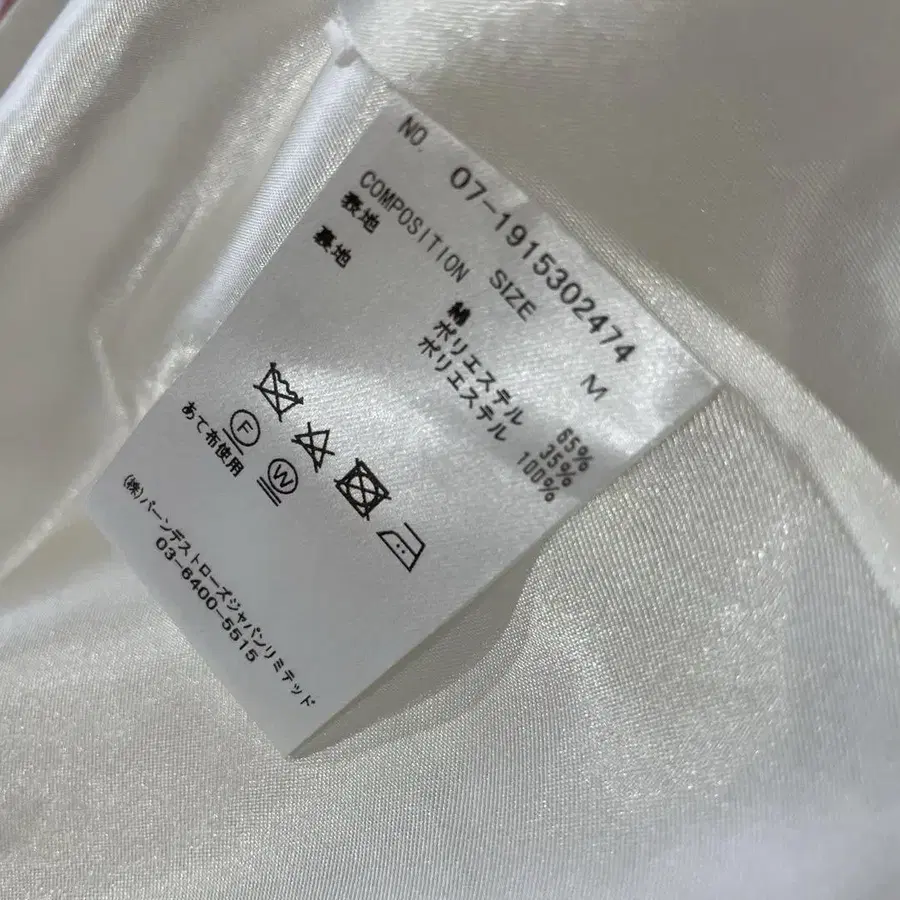 NO. 07-1915302474
SIZE M
COMPOSITION
表地 65%
ポリエステル 35%
裏地 ポリエステル 100%
F W
あて布使用
(株)バーンデストローズジャパンリミテッド
03-6400-5515